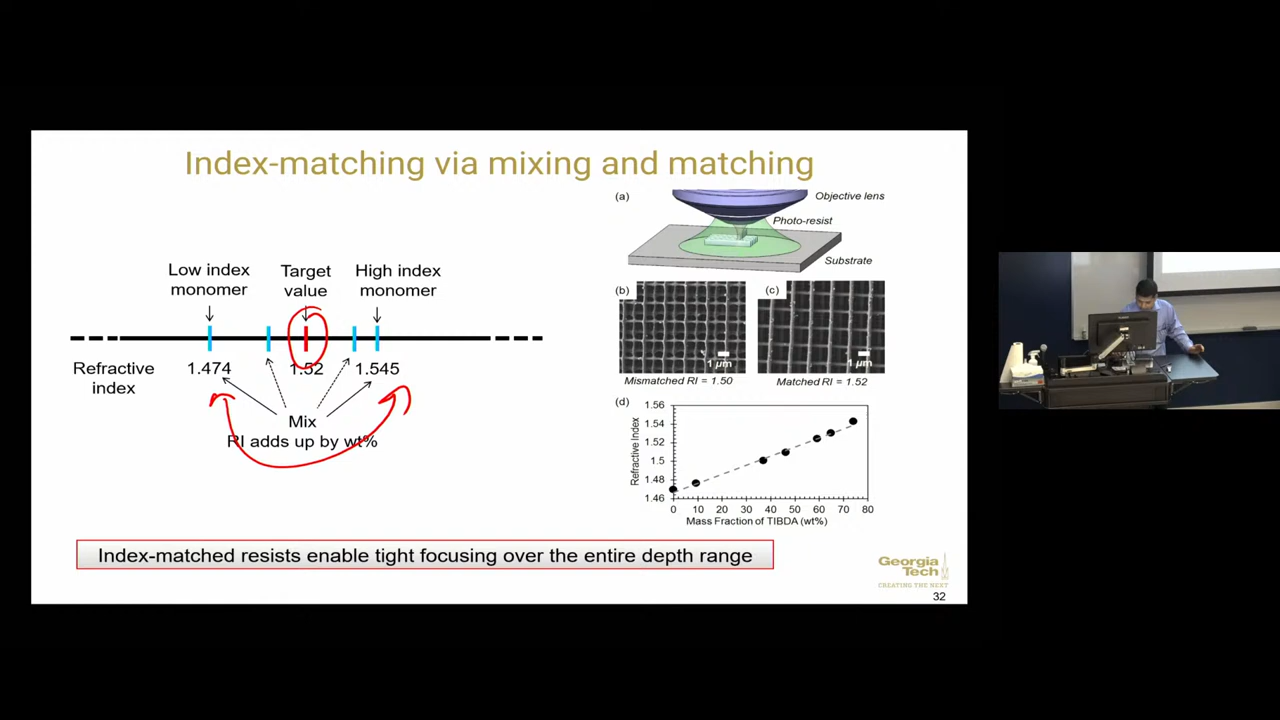 Index-matching via mixing and matching
Low index
monomer
Target
value
High index
monomer
Refractive
index
1.474
1.52
1.545
Mix
RI adds up by wt%
(a)
Objective lens
Photo-resist
Substrate
(b)
1 µm
Mismatched RI = 1.50
(c)
1 µm
Matched RI = 1.52
(d)
Refractive Index
1.56
1.54
1.52
1.5
1.48
1.46
0 10 20 30 40 50 60 70 80
Mass Fraction of TIBDA (wt%)
Index-matched resists enable tight focusing over the entire depth range
Georgia
Tech
CREATING THE NEXT
32